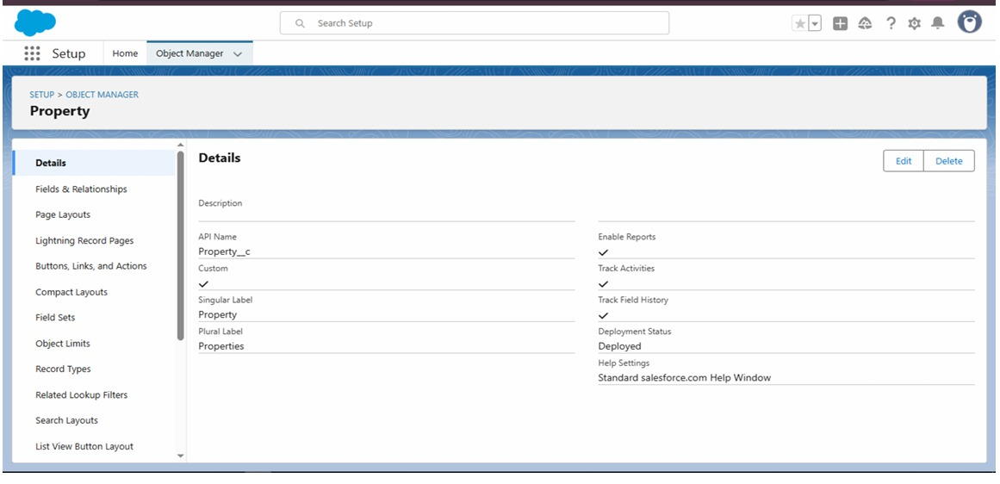 Search Setup
Setup
Home
Object Manager
SETUP > OBJECT MANAGER
Property
Details
Fields & Relationships
Page Layouts
Lightning Record Pages
Buttons, Links, and Actions
Compact Layouts
Field Sets
Object Limits
Record Types
Related Lookup Filters
Search Layouts
List View Button Layout
Details
Edit
Delete
Description
API Name
Property__c
Custom
Singular Label
Property
Plural Label
Properties
Enable Reports
Track Activities
Track Field History
Deployment Status
Deployed
Help Settings
Standard salesforce.com Help Window